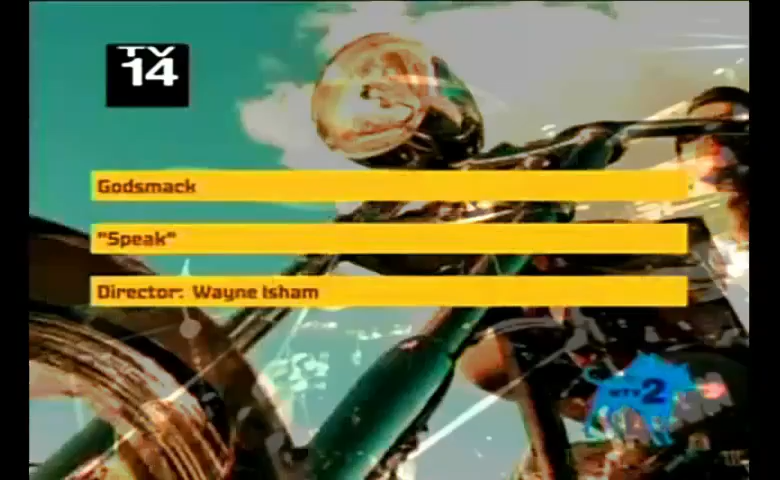 TV
14
Godsmack
"Speak"
Director: Wayne Isham
MTV2